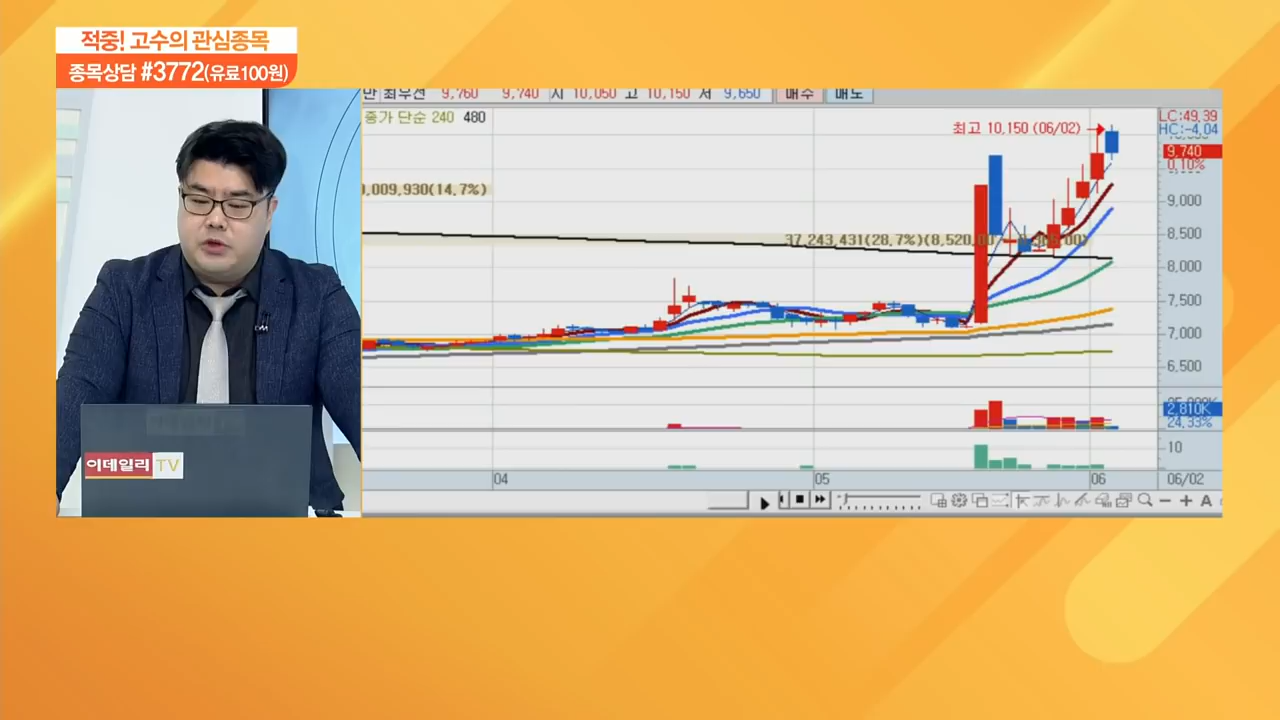 적중! 고수의 관심종목
종목상담 #3772(유료100원)
최우선 9,760 9,740 시 10,050 고 10,150 저 9,650 매수 매도
종가 단순 240 480
최고 10,150 (06/02)
LC:49.39
HC:-4.04
9,740
0.10%
,009,930(14.7%)
9,000
37,243,431(28.7%)(8,520.00
8,500
8,000
7,500
7,000
6,500
2,810K
24.33%
10
04
05
06
06/02
A
이데일리 TV